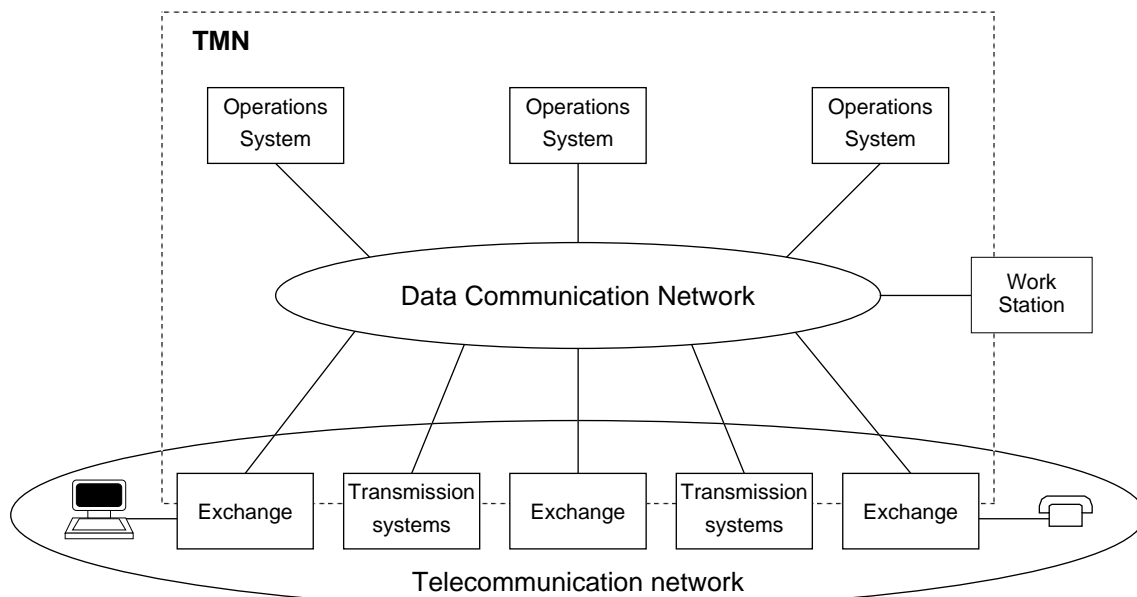 TMN
Operations
System
Operations
System
Operations
System
Data Communication Network
Work
Station
Exchange
Transmission
systems
Exchange
Transmission
systems
Exchange
Telecommunication network